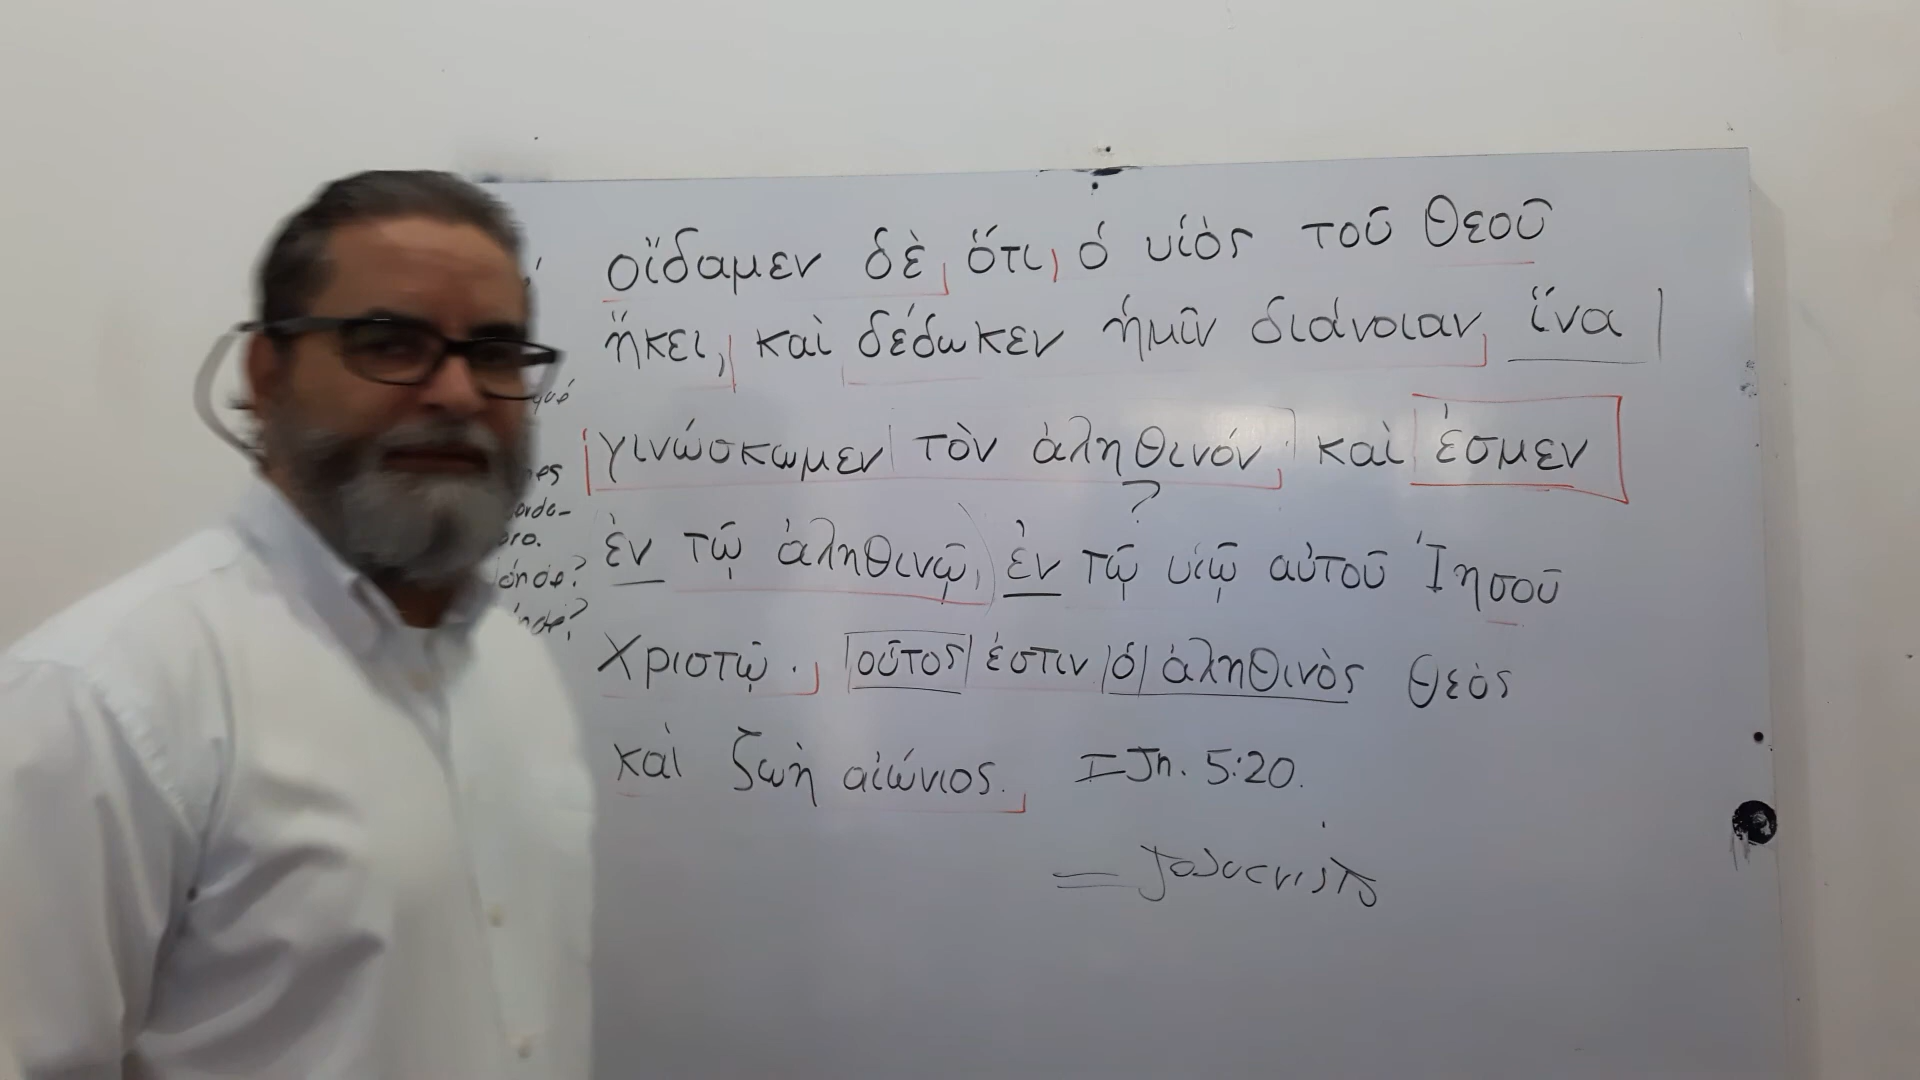 qué
οἴδαμεν δὲ, ὅτι, ὁ υἱὸς τοῦ Θεοῦ
ἥκει, καὶ δέδωκεν ἡμῖν διάνοιαν, ἵνα
γινώσκωμεν τὸν ἀληθινόν· καὶ ἐσμεν
?
ἐν τῷ ἀληθινῷ, ἐν τῷ υἱῷ αὐτοῦ Ἰησοῦ
Χριστῷ. οὗτος ἐστιν ὁ ἀληθινὸς Θεὸς
καὶ ζωὴ αἰώνιος. I Jn. 5:20.